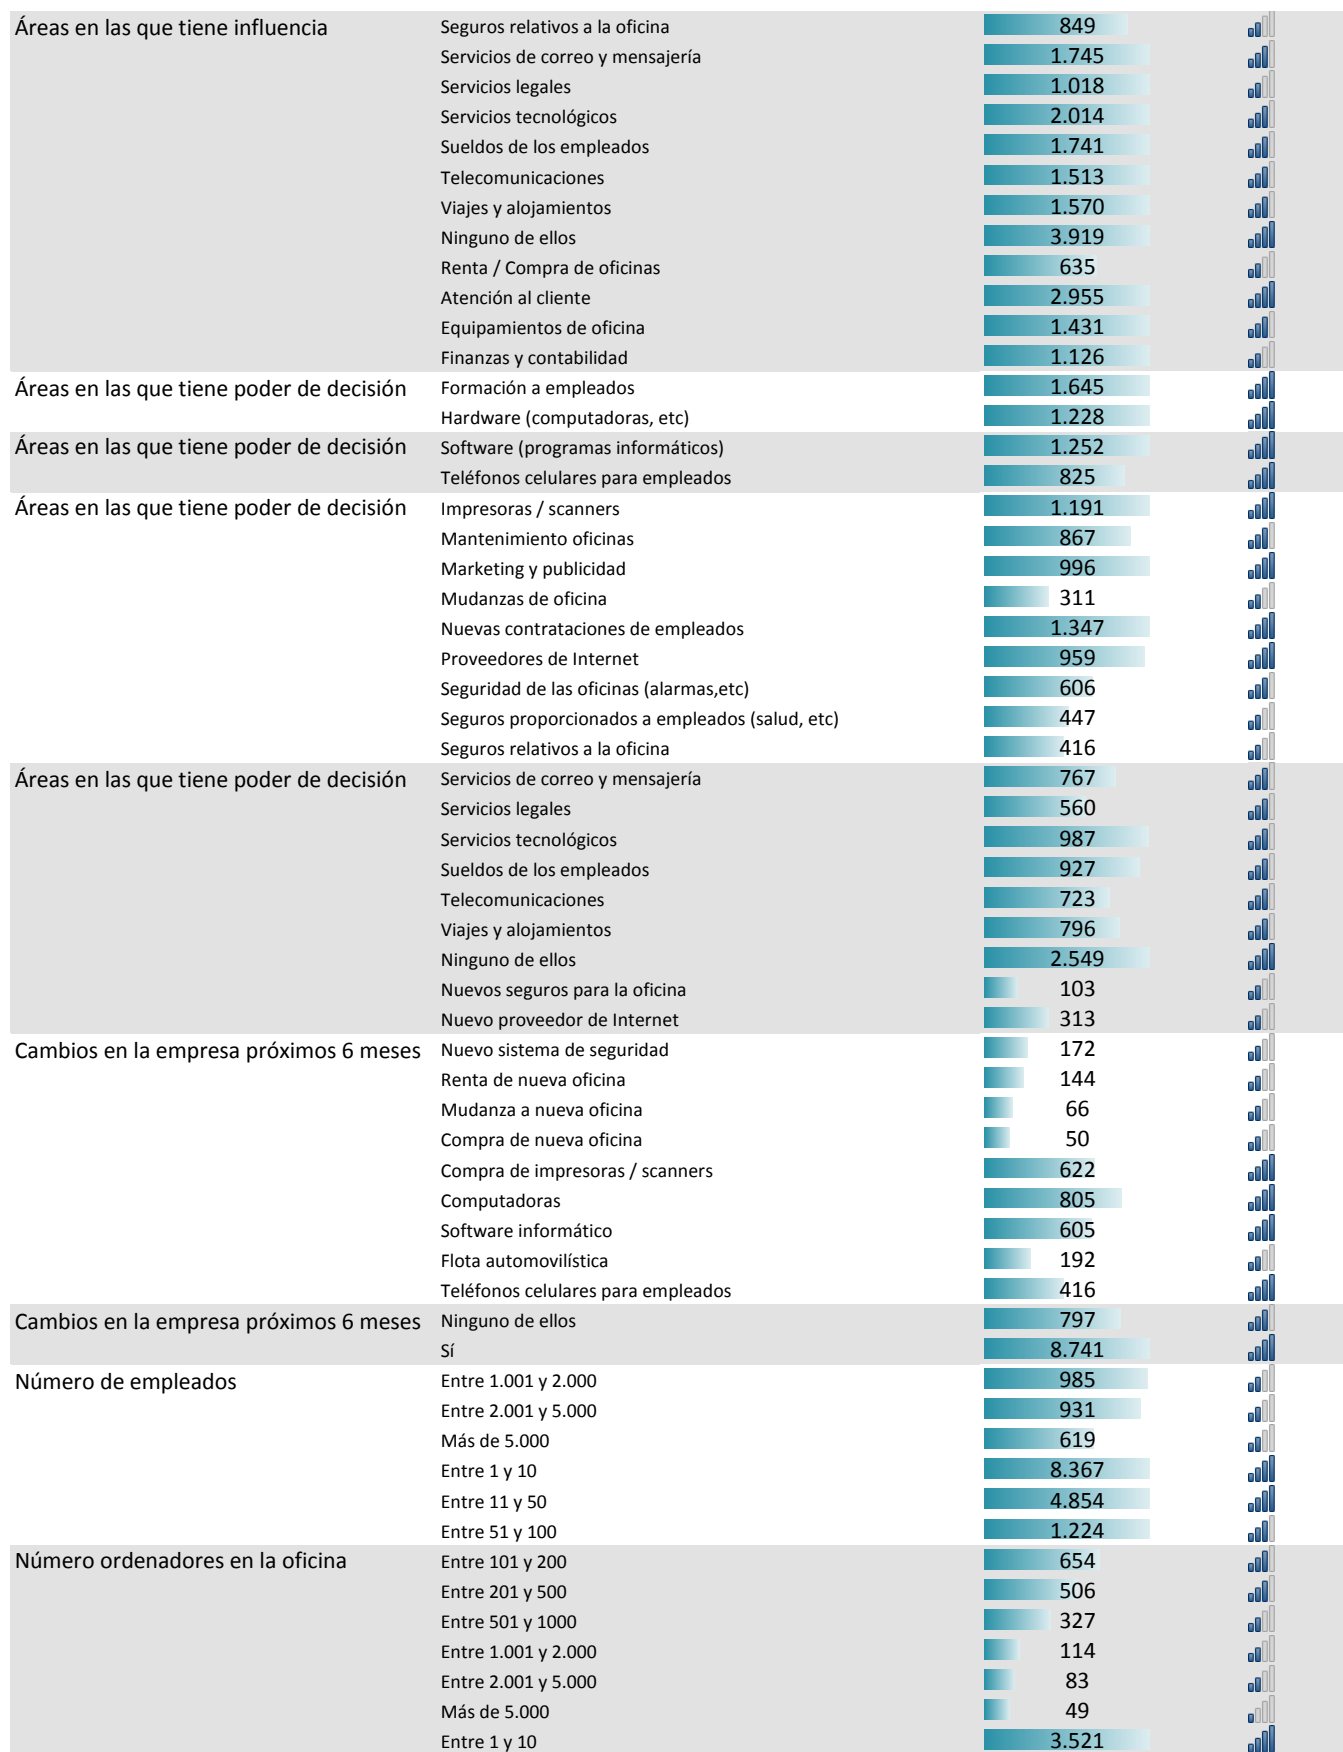 Áreas en las que tiene influencia Seguros relativos a la oficina 849
Servicios de correo y mensajería 1.745
Servicios legales 1.018
Servicios tecnológicos 2.014
Sueldos de los empleados 1.741
Telecomunicaciones 1.513
Viajes y alojamientos 1.570
Ninguno de ellos 3.919
Renta / Compra de oficinas 635
Atención al cliente 2.955
Equipamientos de oficina 1.431
Finanzas y contabilidad 1.126
Áreas en las que tiene poder de decisión Formación a empleados 1.645
Hardware (computadoras, etc) 1.228
Áreas en las que tiene poder de decisión Software (programas informáticos) 1.252
Teléfonos celulares para empleados 825
Áreas en las que tiene poder de decisión Impresoras / scanners 1.191
Mantenimiento oficinas 867
Marketing y publicidad 996
Mudanzas de oficina 311
Nuevas contrataciones de empleados 1.347
Proveedores de Internet 959
Seguridad de las oficinas (alarmas,etc) 606
Seguros proporcionados a empleados (salud, etc) 447
Seguros relativos a la oficina 416
Áreas en las que tiene poder de decisión Servicios de correo y mensajería 767
Servicios legales 560
Servicios tecnológicos 987
Sueldos de los empleados 927
Telecomunicaciones 723
Viajes y alojamientos 796
Ninguno de ellos 2.549
Nuevos seguros para la oficina 103
Nuevo proveedor de Internet 313
Cambios en la empresa próximos 6 meses Nuevo sistema de seguridad 172
Renta de nueva oficina 144
Mudanza a nueva oficina 66
Compra de nueva oficina 50
Compra de impresoras / scanners 622
Computadoras 805
Software informático 605
Flota automovilística 192
Teléfonos celulares para empleados 416
Cambios en la empresa próximos 6 meses Ninguno de ellos 797
Sí 8.741
Número de empleados Entre 1.001 y 2.000 985
Entre 2.001 y 5.000 931
Más de 5.000 619
Entre 1 y 10 8.367
Entre 11 y 50 4.854
Entre 51 y 100 1.224
Número ordenadores en la oficina Entre 101 y 200 654
Entre 201 y 500 506
Entre 501 y 1000 327
Entre 1.001 y 2.000 114
Entre 2.001 y 5.000 83
Más de 5.000 49
Entre 1 y 10 3.521